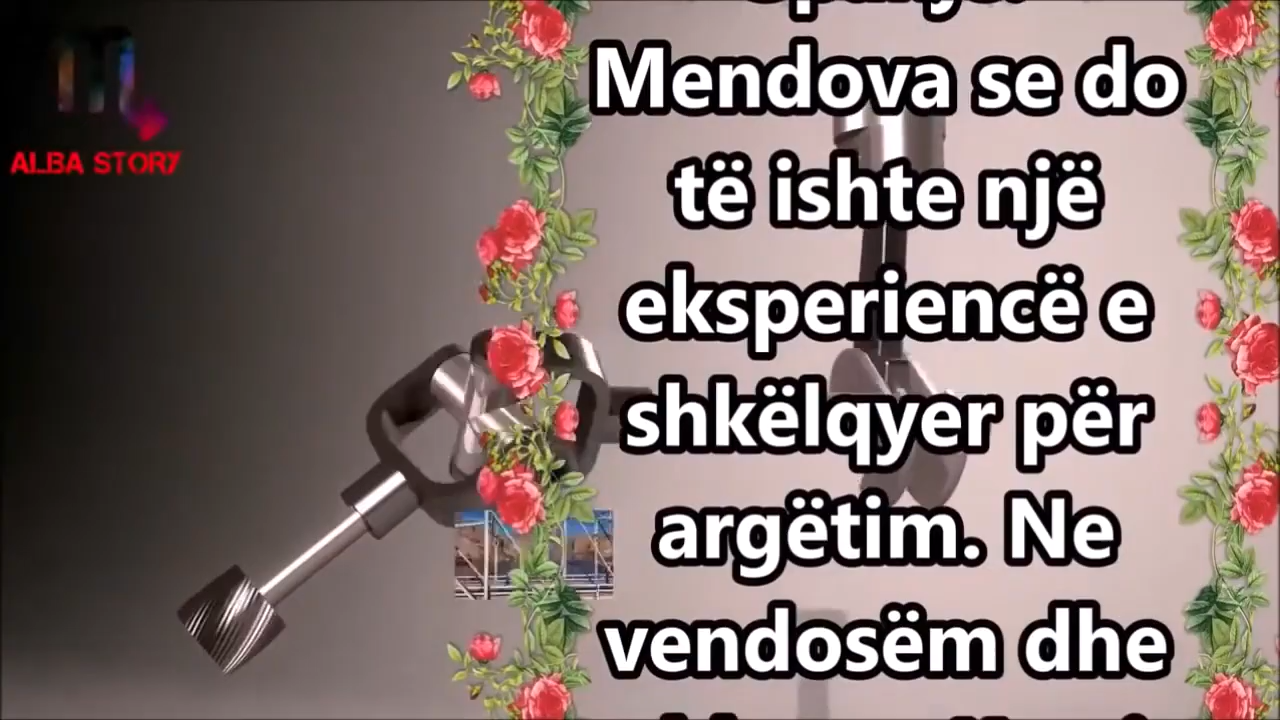 ALBA STORY
Mendova se do
të ishte një
eksperiencë e
shkëlqyer për
argëtim. Ne
vendosëm dhe